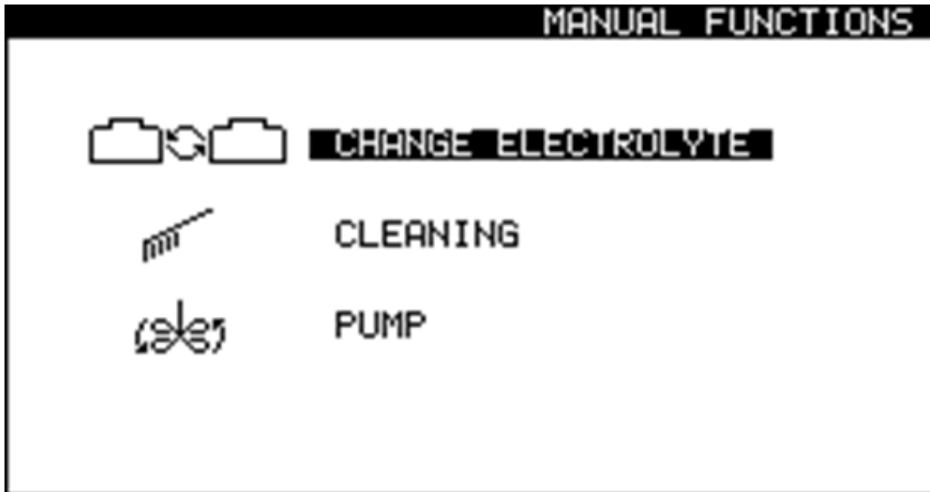 MANUAL FUNCTIONS
CHANGE ELECTROLYTE
CLEANING
PUMP